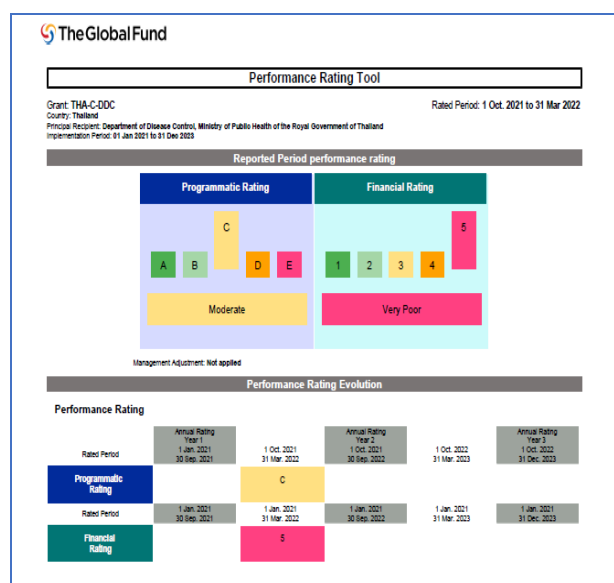 The Global Fund
Performance Rating Tool
Grant: THA-C-DDC
Rated Period: 1 Oct. 2021 to 31 Mar 2022
Country: Thailand
Principal Recipient: Department of Disease Control, Ministry of Public Health of the Royal Government of Thailand
Implementation Period: 01 Jan 2021 to 31 Dec 2023
Reported Period performance rating
Programmatic Rating Financial Rating
C 5
A B D E 1 2 3 4
Moderate Very Poor
Management Adjustment: Not applied
Performance Rating Evolution
Performance Rating
Annual Rating Annual Rating Annual Rating
Year 1 Year 2 Year 3
Rated Period 1 Jan. 2021 1 Oct. 2021 1 Oct. 2021 1 Oct. 2022 1 Oct. 2022
30 Sep. 2021 31 Mar. 2022 30 Sep. 2022 31 Mar. 2023 31 Dec. 2023
Programmatic
Rating
C
Rated Period 1 Jan. 2021 1 Jan. 2021 1 Jan. 2021 1 Jan. 2021 1 Jan. 2021
30 Sep. 2021 31 Mar. 2022 30 Sep. 2022 31 Mar. 2023 31 Dec. 2023
Financial
Rating
5